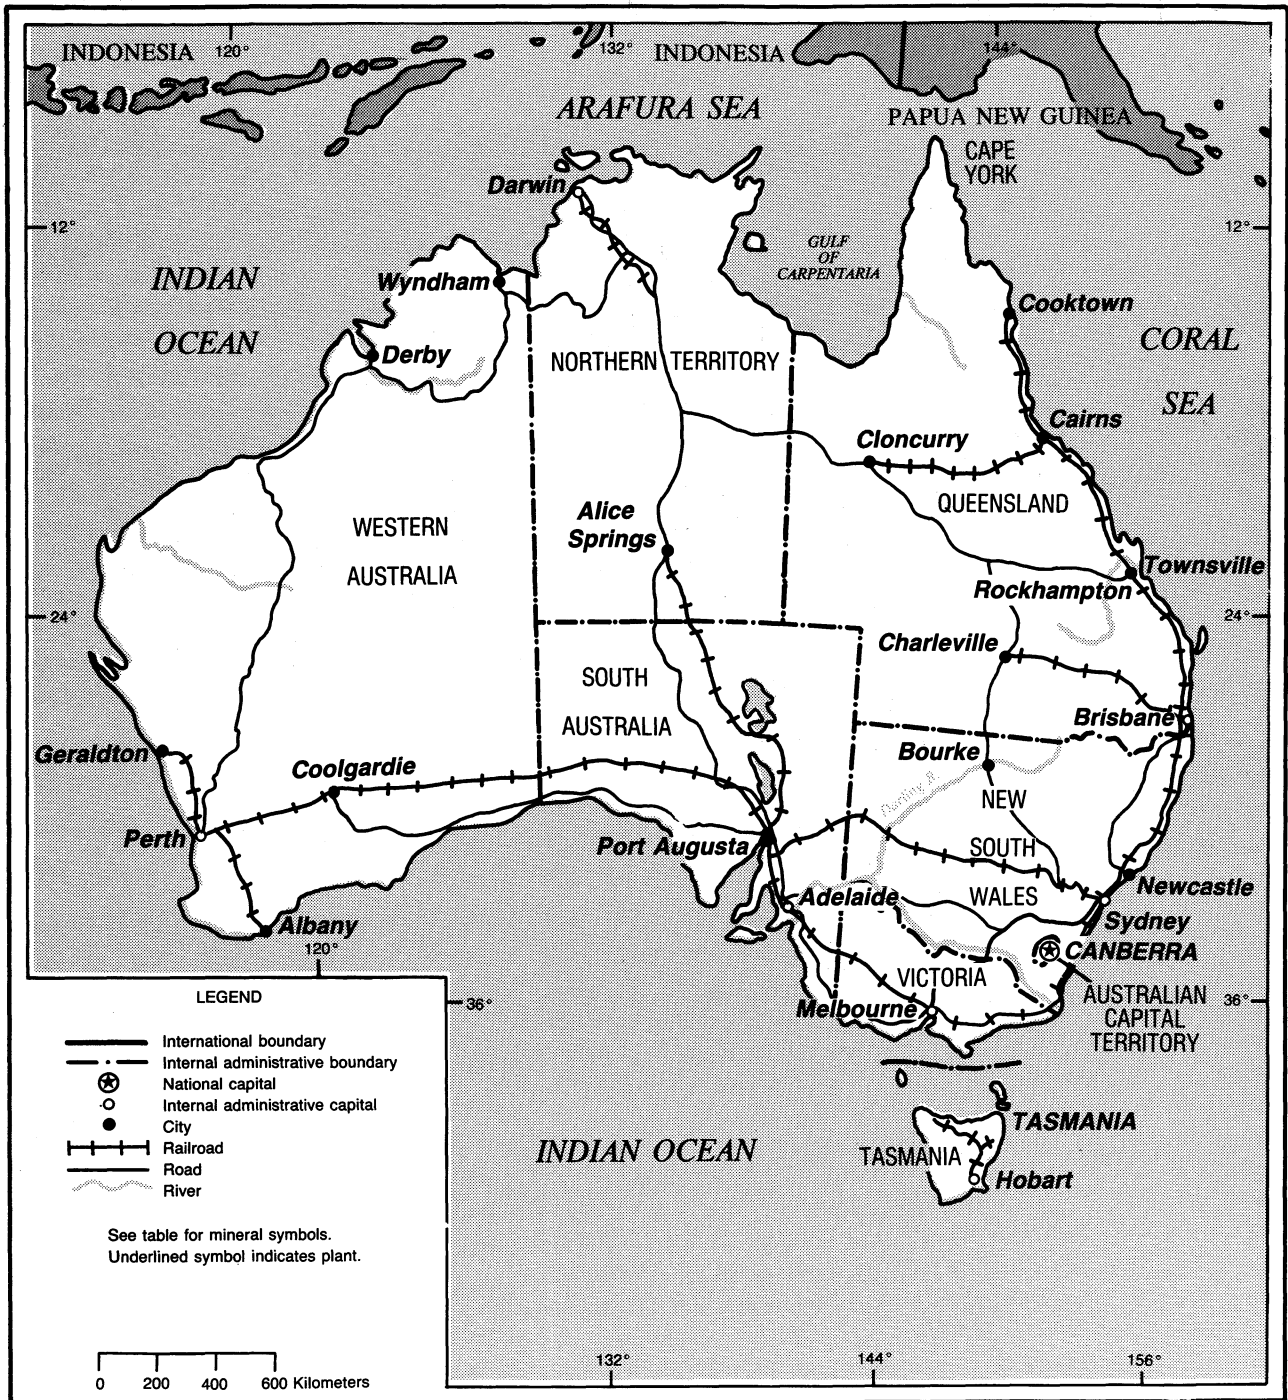 INDONESIA
120°
132°
INDONESIA
144°
ARAFURA SEA
PAPUA NEW GUINEA
CAPE
YORK
Darwin
12°
12°
GULF
OF
CARPENTARIA
INDIAN
OCEAN
Wyndham
Cooktown
CORAL
SEA
Derby
NORTHERN TERRITORY
Cairns
Cloncurry
QUEENSLAND
Alice
Springs
WESTERN
AUSTRALIA
Townsville
Rockhampton
24°
24°
Charleville
SOUTH
AUSTRALIA
Brisbane
Geraldton
Coolgardie
Bourke
Darling R.
NEW
SOUTH
WALES
Perth
Port Augusta
Newcastle
Adelaide
Sydney
Albany
120°
CANBERRA
VICTORIA
AUSTRALIAN
CAPITAL
TERRITORY
36°
36°
Melbourne
LEGEND
International boundary
Internal administrative boundary
National capital
Internal administrative capital
City
Railroad
Road
River
See table for mineral symbols.
Underlined symbol indicates plant.
TASMANIA
TASMANIA
Hobart
INDIAN OCEAN
132°
144°
156°
0 200 400 600 Kilometers